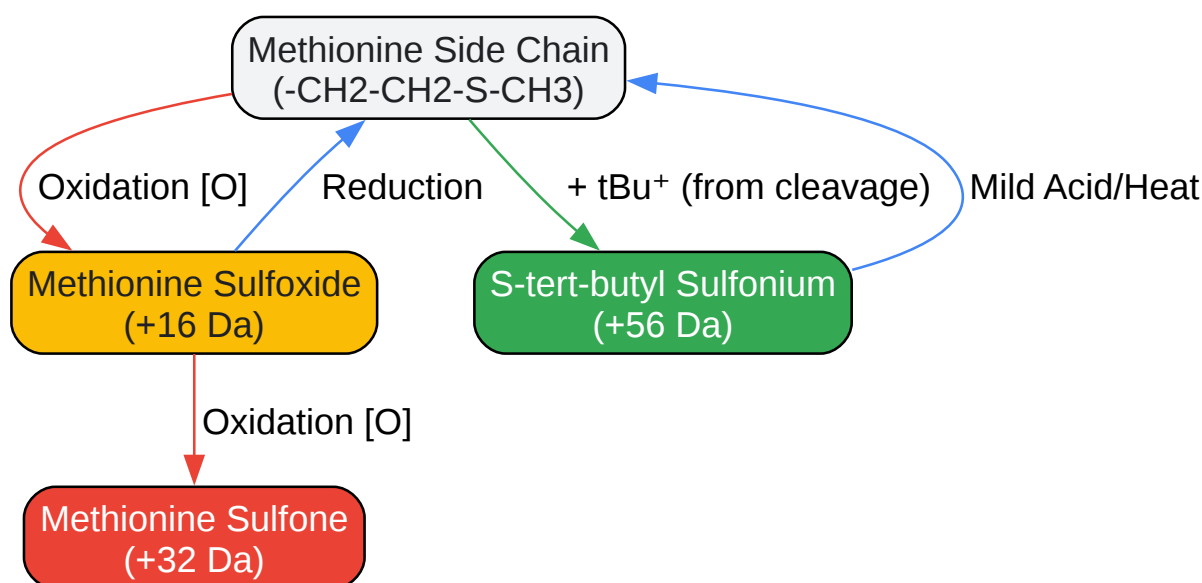 Methionine Side Chain
(-CH2-CH2-S-CH3)
Oxidation [O]
Reduction
+ tBu⁺ (from cleavage)
Mild Acid/Heat
Methionine Sulfoxide
(+16 Da)
S-tert-butyl Sulfonium
(+56 Da)
Oxidation [O]
Methionine Sulfone
(+32 Da)